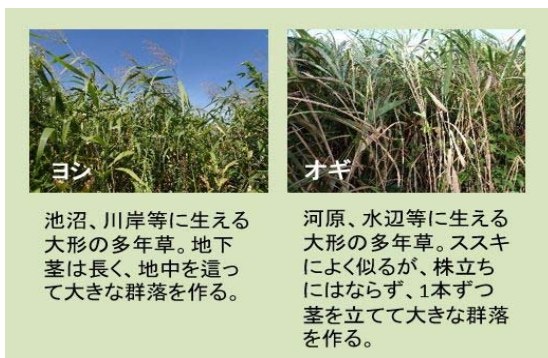 ヨシ
池沼、川岸等に生える
大形の多年草。地下
茎は長く、地中を這っ
て大きな群落を作る。
オギ
河原、水辺等に生える
大形の多年草。ススキ
によく似るが、株立ち
にはならず、1本ずつ
茎を立てて大きな群落
を作る。